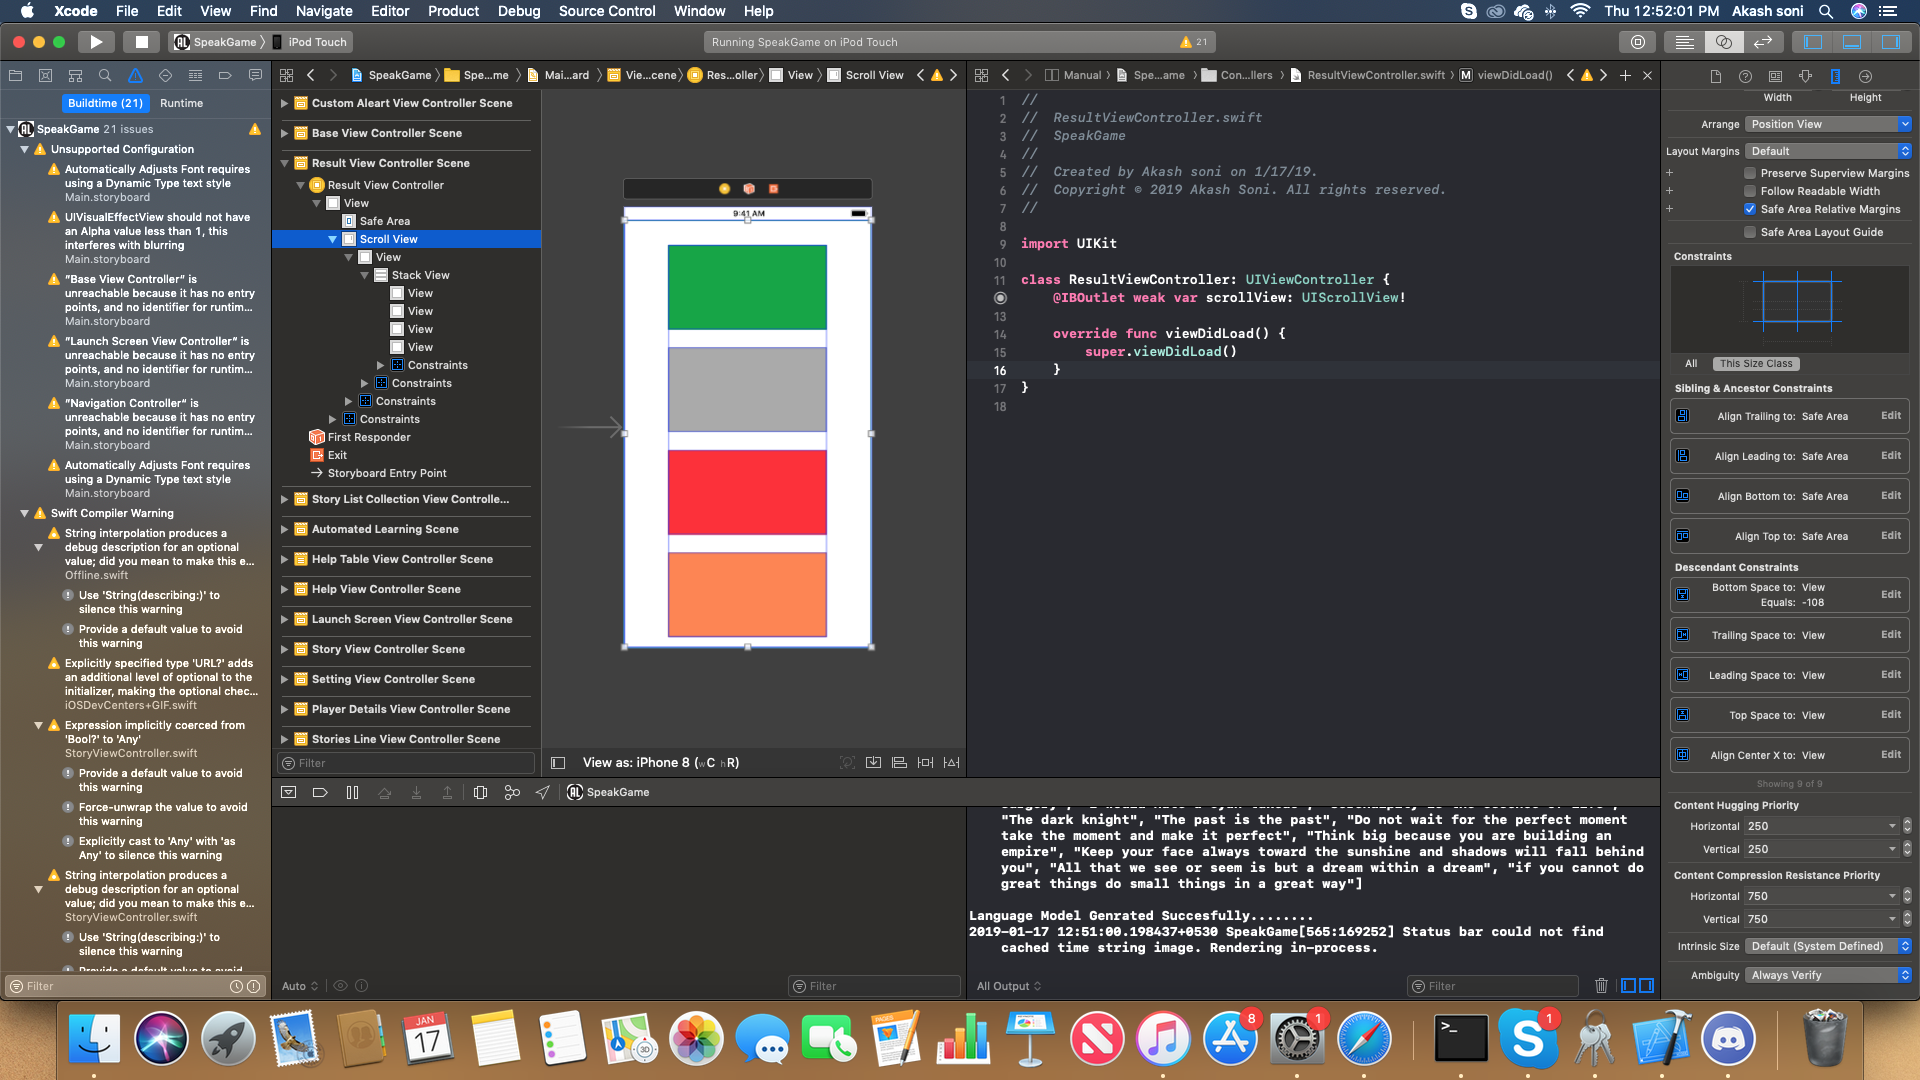 Xcode File Edit View Find Navigate Editor Product Debug Source Control Window Help
Thu 12:52:01 PM Akash soni
SpeakGame iPod Touch
Running SpeakGame on iPod Touch
21
SpeakGame Spe...me Mai...ard Vie...cene) Res...oller) View Scroll View
Manual Spe...ame Con...llers ResultViewController.swift M viewDidLoad()
Buildtime (21) Runtime
SpeakGame 21 issues
Unsupported Configuration
Automatically Adjusts Font requires
using a Dynamic Type text style
Main.storyboard
UIVisualEffectView should not have
an Alpha value less than 1, this
interferes with blurring
Main.storyboard
"Base View Controller" is
unreachable because it has no entry
points, and no identifier for runtim...
Main.storyboard
"Launch Screen View Controller" is
unreachable because it has no entry
points, and no identifier for runtim...
Main.storyboard
"Navigation Controller" is
unreachable because it has no entry
points, and no identifier for runtim...
Main.storyboard
Automatically Adjusts Font requires
using a Dynamic Type text style
Main.storyboard
Swift Compiler Warning
String interpolation produces a
debug description for an optional
value; did you mean to make this e...
Offline.swift
Use 'String(describing:)' to
silence this warning
Provide a default value to avoid
this warning
Explicitly specified type 'URL?' adds
an additional level of optional to the
initializer, making the optional chec...
iOSDevCenters+GIF.swift
Expression implicitly coerced from
'Bool?' to 'Any'
StoryViewController.swift
Provide a default value to avoid
this warning
Force-unwrap the value to avoid
this warning
Explicitly cast to 'Any' with 'as
Any' to silence this warning
String interpolation produces a
debug description for an optional
value; did you mean to make this e...
StoryViewController.swift
Use 'String(describing:)' to
silence this warning
Provide a default value to avoid
Filter
Custom Aleart View Controller Scene
Base View Controller Scene
Result View Controller Scene
Result View Controller
View
Safe Area
Scroll View
View
Stack View
View
View
View
View
Constraints
Constraints
Constraints
Constraints
First Responder
Exit
Storyboard Entry Point
Story List Collection View Controlle...
Automated Learning Scene
Help Table View Controller Scene
Help View Controller Scene
Launch Screen View Controller Scene
Story View Controller Scene
Setting View Controller Scene
Player Details View Controller Scene
Stories Line View Controller Scene
Filter
9:41 AM
View as: iPhone 8 (wC hR)
1 //
2 // ResultViewController.swift
3 // SpeakGame
4 //
5 // Created by Akash soni on 1/17/19.
6 // Copyright © 2019 Akash Soni. All rights reserved.
7 //
8
9 import UIKit
10
11 class ResultViewController: UIViewController {
@IBOutlet weak var scrollView: UIScrollView!
13
14 override func viewDidLoad() {
15 super.viewDidLoad()
16 }
17 }
18
SpeakGame
"The dark knight", "The past is the past", "Do not wait for the perfect moment
take the moment and make it perfect", "Think big because you are building an
empire", "Keep your face always toward the sunshine and shadows will fall behind
you", "All that we see or seem is but a dream within a dream", "if you cannot do
great things do small things in a great way"]
Language Model Genrated Succesfully........
2019-01-17 12:51:00.198437+0530 SpeakGame[565:169252] Status bar could not find
cached time string image. Rendering in-process.
Auto
Filter
All Output
Filter
Width Height
Arrange Position View
Layout Margins Default
Preserve Superview Margins
Follow Readable Width
Safe Area Relative Margins
Safe Area Layout Guide
Constraints
All This Size Class
Sibling & Ancestor Constraints
Align Trailing to: Safe Area Edit
Align Leading to: Safe Area Edit
Align Bottom to: Safe Area Edit
Align Top to: Safe Area Edit
Descendant Constraints
Bottom Space to: View
Equals: -108 Edit
Trailing Space to: View Edit
Leading Space to: View Edit
Top Space to: View Edit
Align Center X to: View Edit
Showing 9 of 9
Content Hugging Priority
Horizontal 250
Vertical 250
Content Compression Resistance Priority
Horizontal 750
Vertical 750
Intrinsic Size Default (System Defined)
Ambiguity Always Verify
JAN
17
3D
PAGES
8
1
1